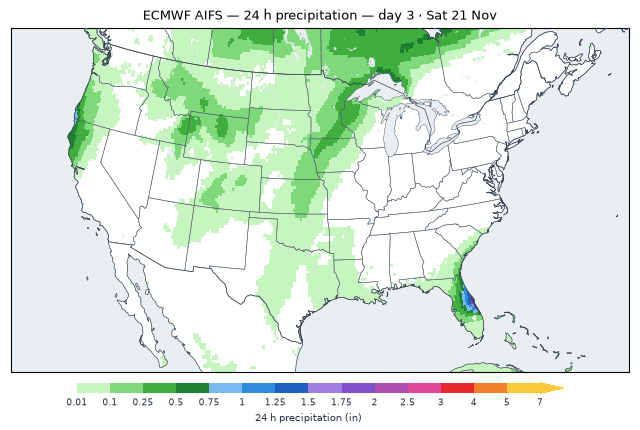 ECMWF AIFS — 24 h precipitation — day 3 · Sat 21 Nov
0.01 0.1 0.25 0.5 0.75 1 1.25 1.5 1.75 2 2.5 3 4 5 7
24 h precipitation (in)